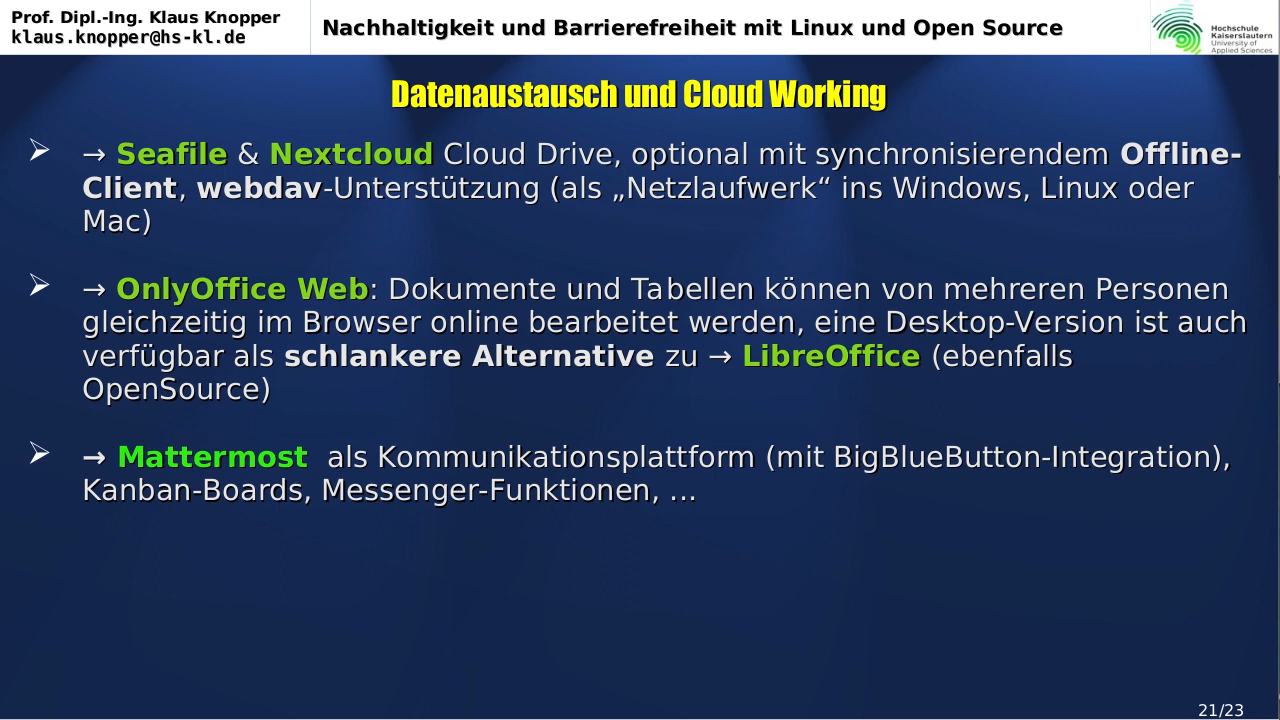 Prof. Dipl.-Ing. Klaus Knopper
klaus.knopper@hs-kl.de
Nachhaltigkeit und Barrierefreiheit mit Linux und Open Source
Hochschule
Kaiserslautern
University of
Applied Sciences
Datenaustausch und Cloud Working
➢ → Seafile & Nextcloud Cloud Drive, optional mit synchronisierendem Offline-
Client, webdav-Unterstützung (als „Netzlaufwerk“ ins Windows, Linux oder
Mac)
➢ → OnlyOffice Web: Dokumente und Tabellen können von mehreren Personen
gleichzeitig im Browser online bearbeitet werden, eine Desktop-Version ist auch
verfügbar als schlankere Alternative zu → LibreOffice (ebenfalls
OpenSource)
➢ → Mattermost als Kommunikationsplattform (mit BigBlueButton-Integration),
Kanban-Boards, Messenger-Funktionen, ...
21/23